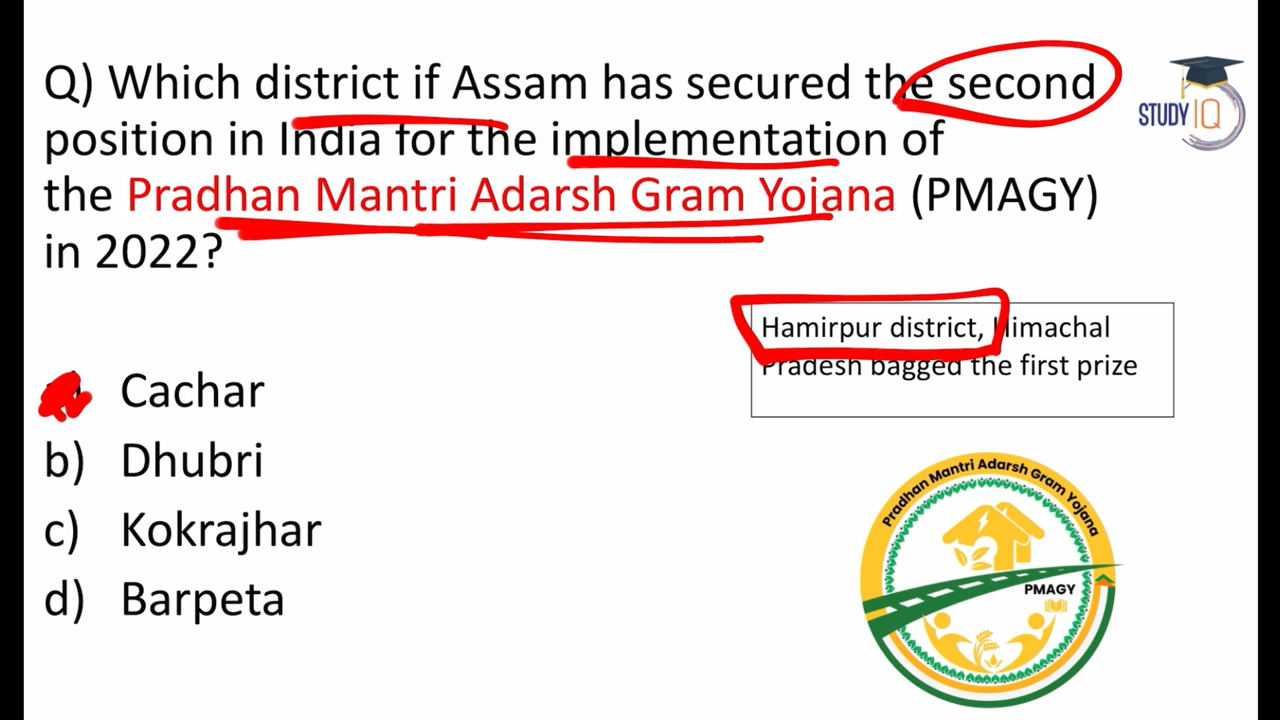 Q) Which district if Assam has secured the second
position in India for the implementation of
the Pradhan Mantri Adarsh Gram Yojana (PMAGY)
in 2022?
STUDY IQ
Hamirpur district, Himachal
Pradesh bagged the first prize
Cachar
b) Dhubri
c) Kokrajhar
d) Barpeta
Pradhan Mantri Adarsh Gram Yojana
PMAGY